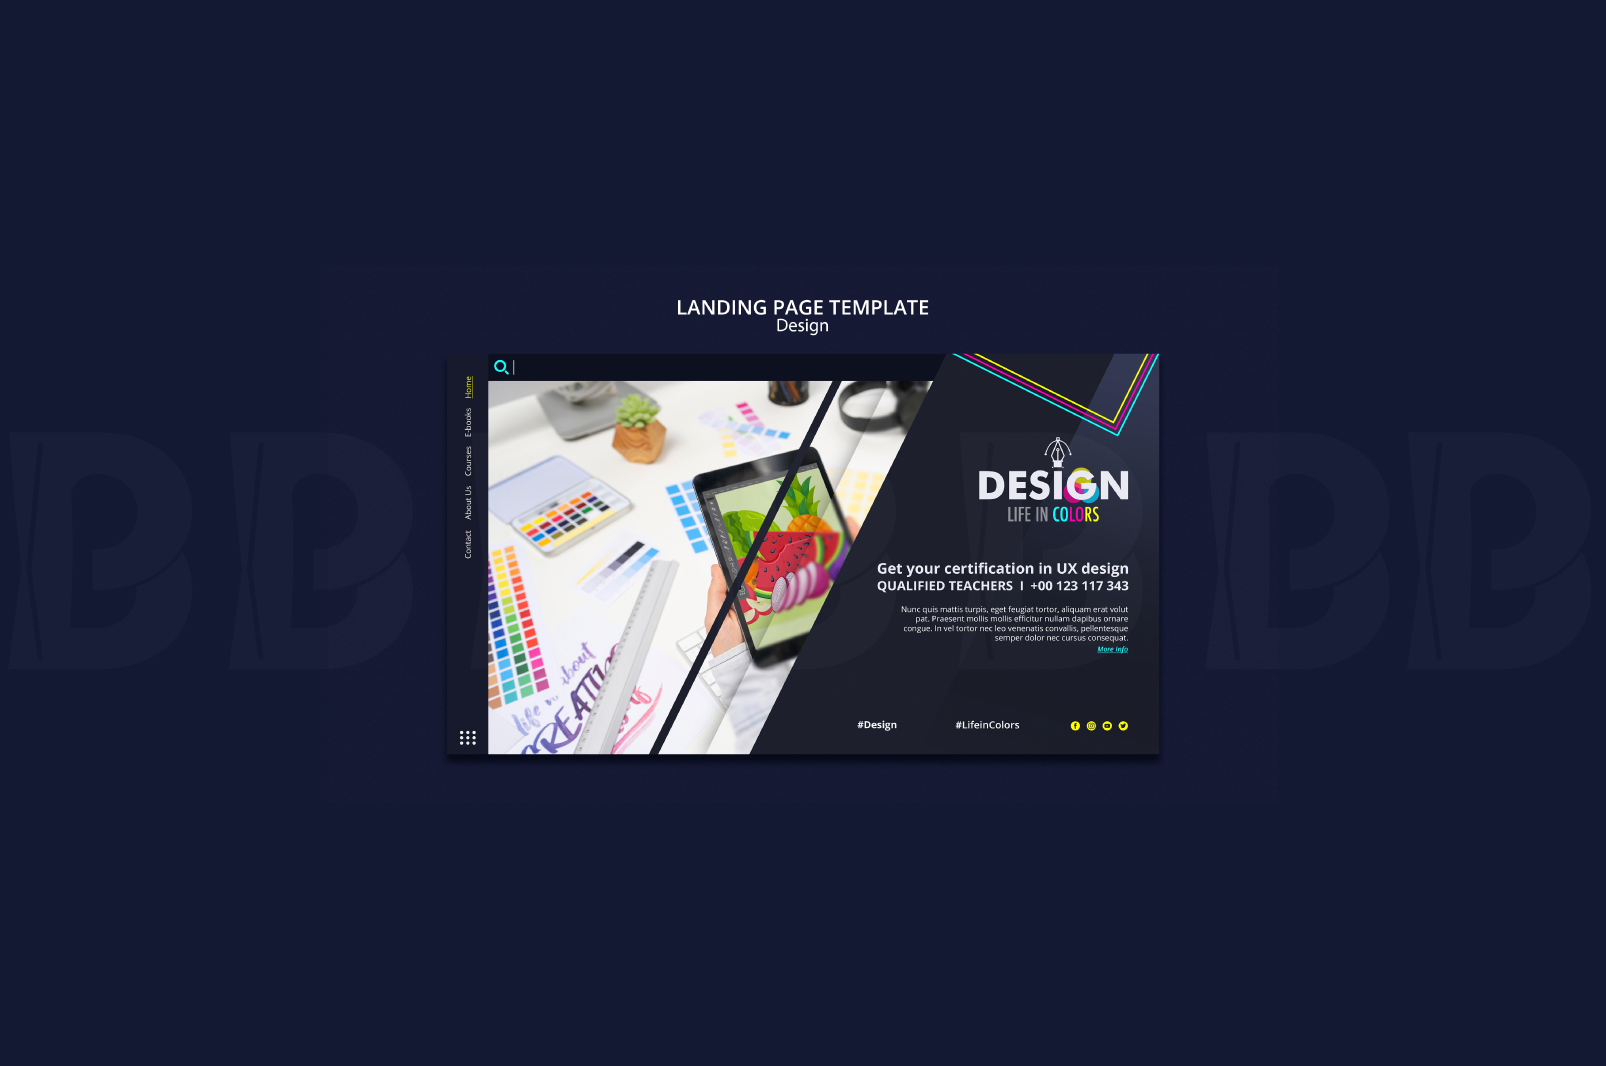 LANDING PAGE TEMPLATE
Design
Home
E-books
Courses
About Us
Contact
DESIGN
LIFE IN COLORS
Get your certification in UX design
QUALIFIED TEACHERS I +00 123 117 343
Nunc quis mattis turpis, eget feugiat tortor, aliquam erat volut
pat. Praesent mollis mollis efficitur nullam dapibus ornare
congue. In vel tortor nec leo venenatis convallis, pellentesque
semper dolor nec cursus consequat.
More Info
life
about
#Design
#LifeinColors